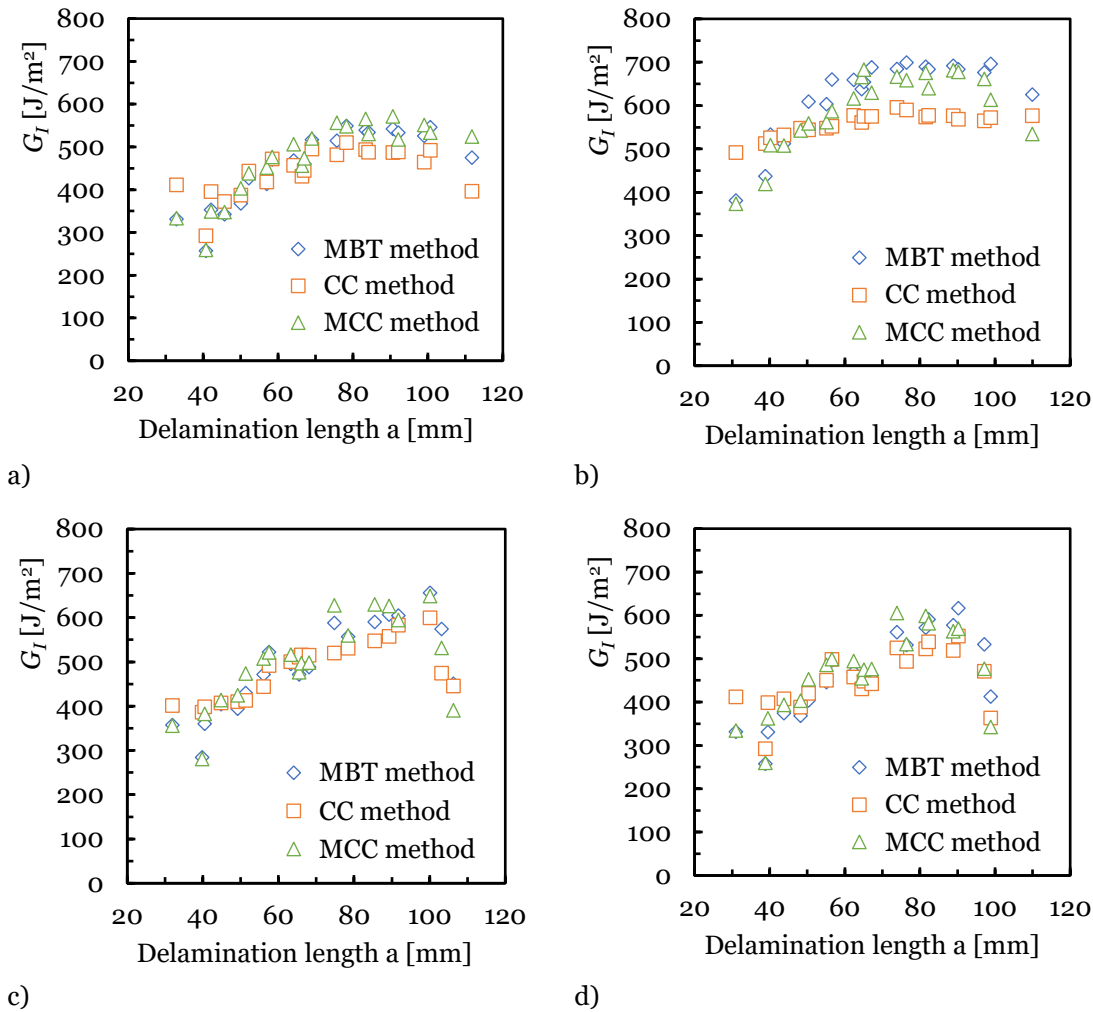 800
700
600
500
400
300
200
100
0
G_I [J/m²]
MBT method
CC method
MCC method
20 40 60 80 100 120
Delamination length a [mm]
a)
800
700
600
500
400
300
200
100
0
G_I [J/m²]
MBT method
CC method
MCC method
20 40 60 80 100 120
Delamination length a [mm]
b)
800
700
600
500
400
300
200
100
0
G_I [J/m²]
MBT method
CC method
MCC method
20 40 60 80 100 120
Delamination length a [mm]
c)
800
700
600
500
400
300
200
100
0
G_I [J/m²]
MBT method
CC method
MCC method
20 40 60 80 100 120
Delamination length a [mm]
d)